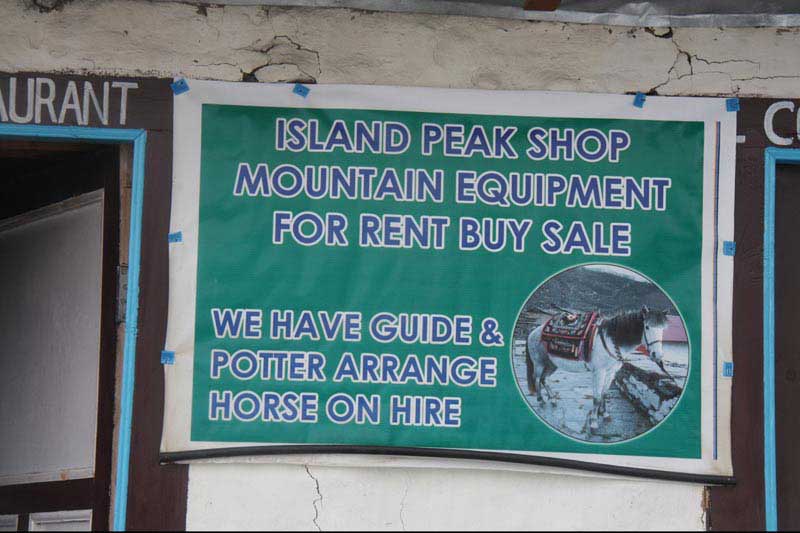 AURANT
ISLAND PEAK SHOP
MOUNTAIN EQUIPMENT
FOR RENT BUY SALE
WE HAVE GUIDE &
POTTER ARRANGE
HORSE ON HIRE